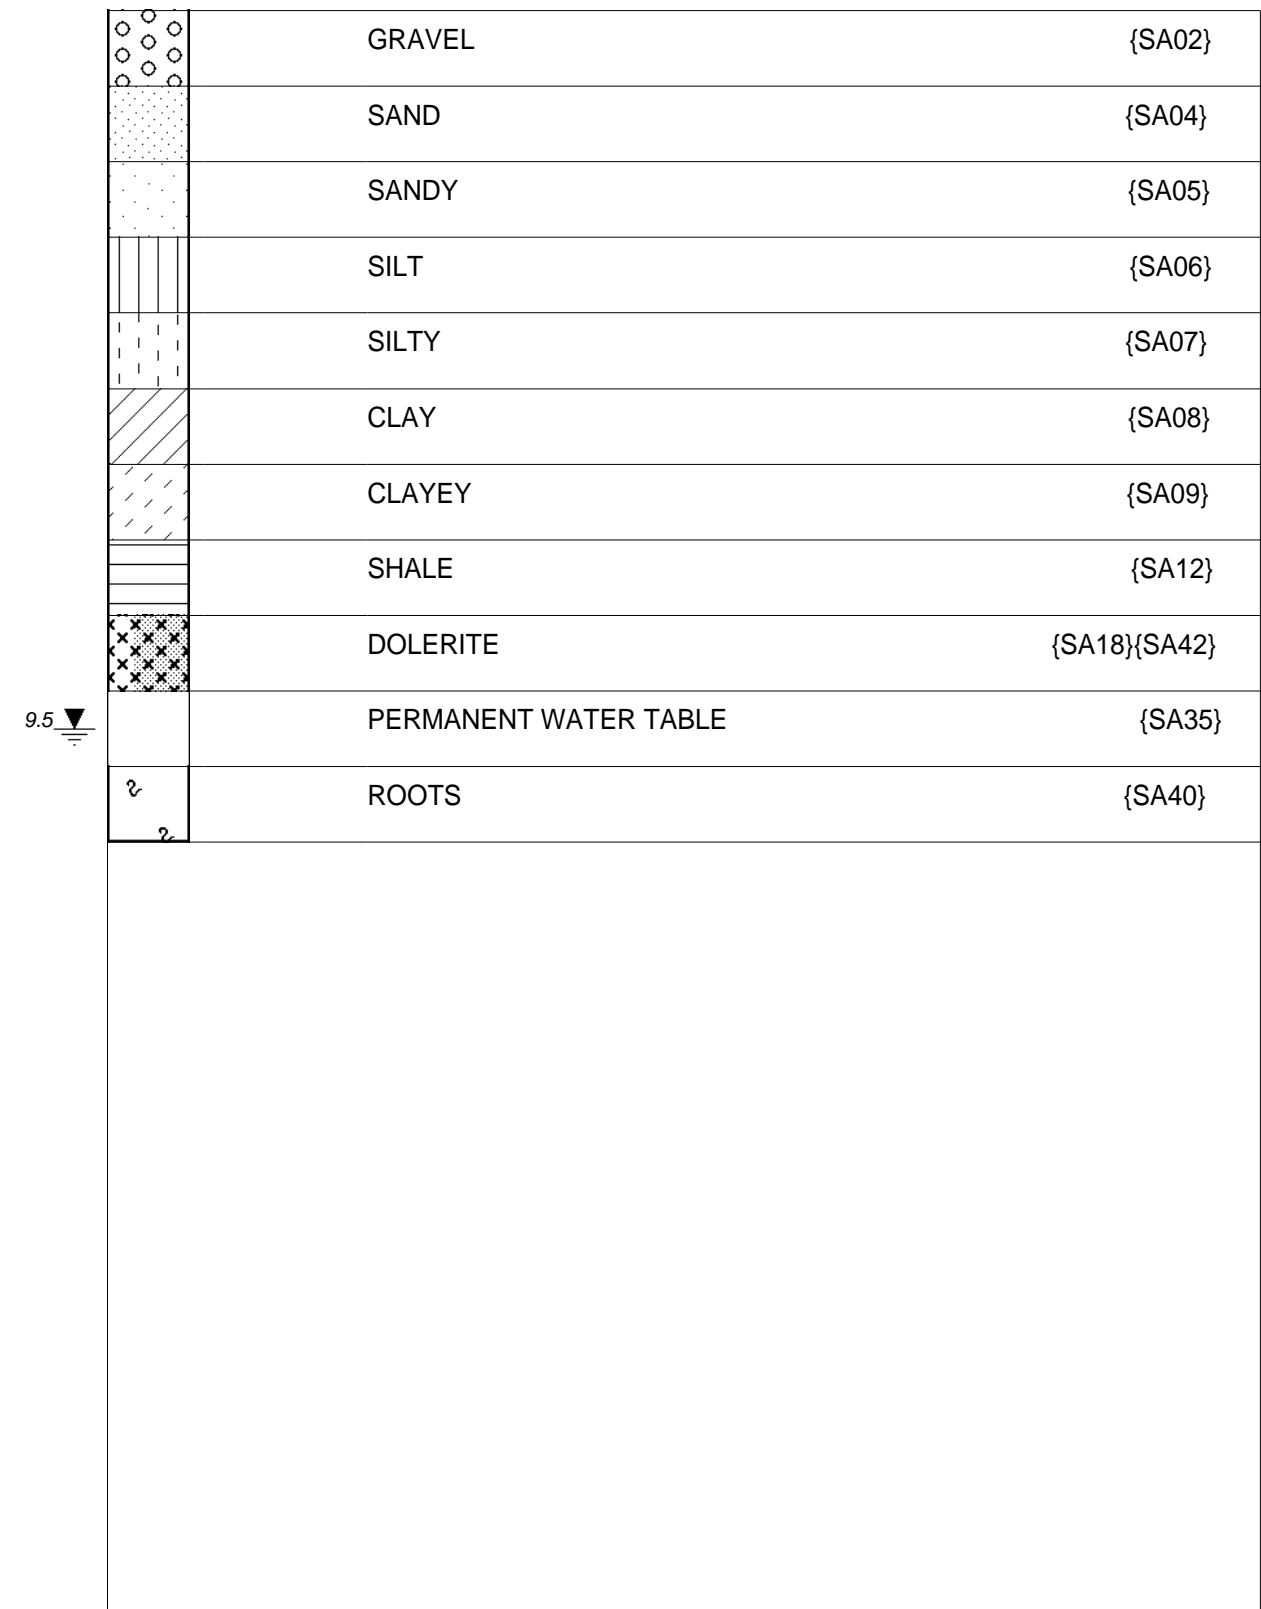 GRAVEL {SA02}
SAND {SA04}
SANDY {SA05}
SILT {SA06}
SILTY {SA07}
CLAY {SA08}
CLAYEY {SA09}
SHALE {SA12}
DOLERITE {SA18}{SA42}
9.5 PERMANENT WATER TABLE {SA35}
ROOTS {SA40}